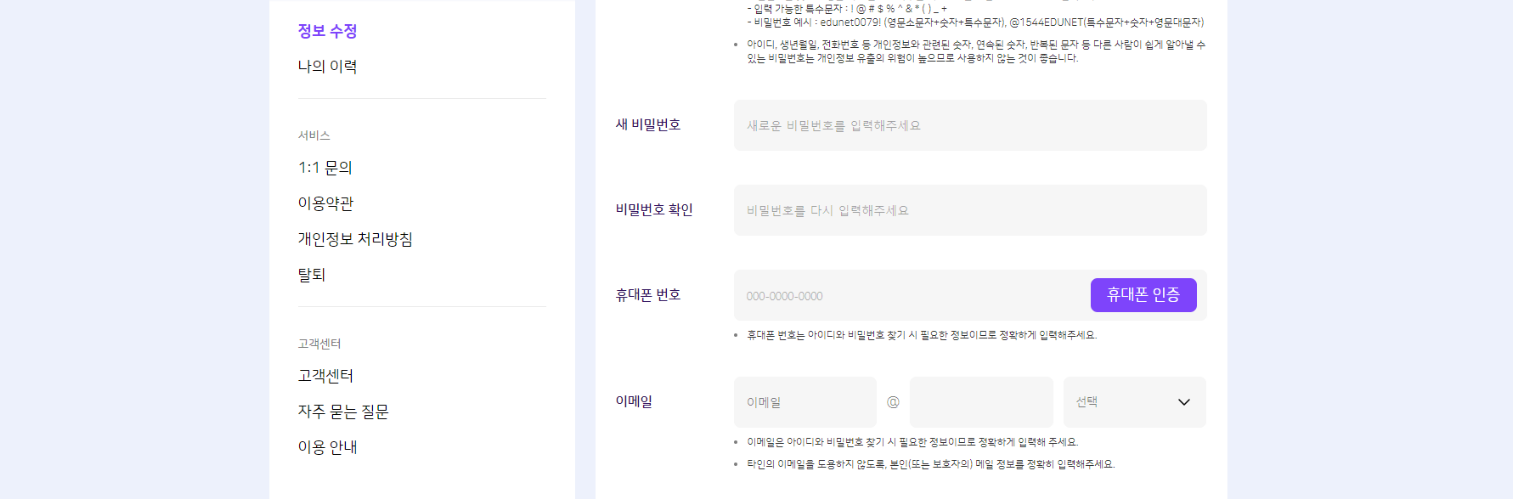 정보 수정
나의 이력
서비스
1:1 문의
이용약관
개인정보 처리방침
탈퇴
고객센터
고객센터
자주 묻는 질문
이용 안내
- 입력 가능한 특수문자 : ! @ # $ % ^ & * ( ) _ +
- 비밀번호 예시 : edunet0079! (영문소문자+숫자+특수문자), @1544EDUNET(특수문자+숫자+영문대문자)
• 아이디, 생년월일, 전화번호 등 개인정보와 관련된 숫자, 연속된 숫자, 반복된 문자 등 다른 사람이 쉽게 알아낼 수
있는 비밀번호는 개인정보 유출의 위험이 높으므로 사용하지 않는 것이 좋습니다.
새 비밀번호
새로운 비밀번호를 입력해주세요
비밀번호 확인
비밀번호를 다시 입력해주세요
휴대폰 번호
000-0000-0000
휴대폰 인증
• 휴대폰 번호는 아이디와 비밀번호 찾기 시 필요한 정보이므로 정확하게 입력해주세요.
이메일
이메일 @ 선택
• 이메일은 아이디와 비밀번호 찾기 시 필요한 정보이므로 정확하게 입력해 주세요.
• 타인의 이메일을 도용하지 않도록, 본인(또는 보호자의) 메일 정보를 정확히 입력해주세요.